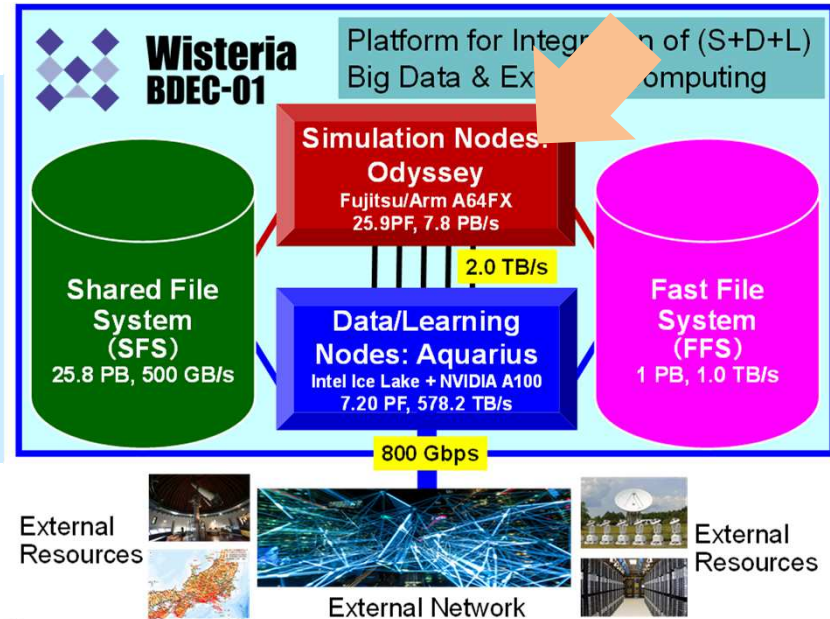 Wisteria
BDEC-01
Platform for Integration of (S+D+L)
Big Data & Ex omputing
Simulation Nodes:
Odyssey
Fujitsu/Arm A64FX
25.9PF, 7.8 PB/s
2.0 TB/s
Shared File
System
(SFS)
25.8 PB, 500 GB/s
Data/Learning
Nodes: Aquarius
Intel Ice Lake + NVIDIA A100
7.20 PF, 578.2 TB/s
Fast File
System
(FFS)
1 PB, 1.0 TB/s
800 Gbps
External
Resources
External Network
External
Resources